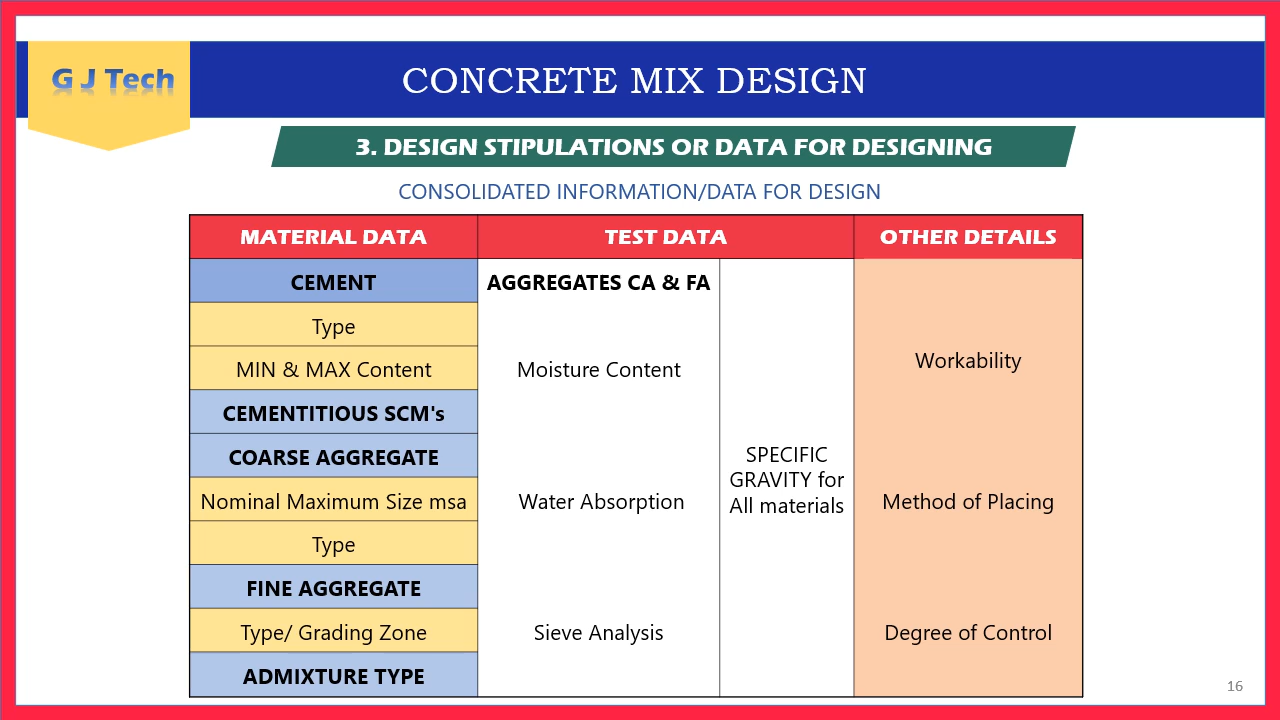 G J Tech
CONCRETE MIX DESIGN
3. DESIGN STIPULATIONS OR DATA FOR DESIGNING
CONSOLIDATED INFORMATION/DATA FOR DESIGN
MATERIAL DATA
TEST DATA
OTHER DETAILS
CEMENT
Type
MIN & MAX Content
CEMENTITIOUS SCM's
COARSE AGGREGATE
Nominal Maximum Size msa
Type
FINE AGGREGATE
Type/ Grading Zone
ADMIXTURE TYPE
AGGREGATES CA & FA
Moisture Content
Water Absorption
Sieve Analysis
SPECIFIC
GRAVITY for
All materials
Workability
Method of Placing
Degree of Control
16